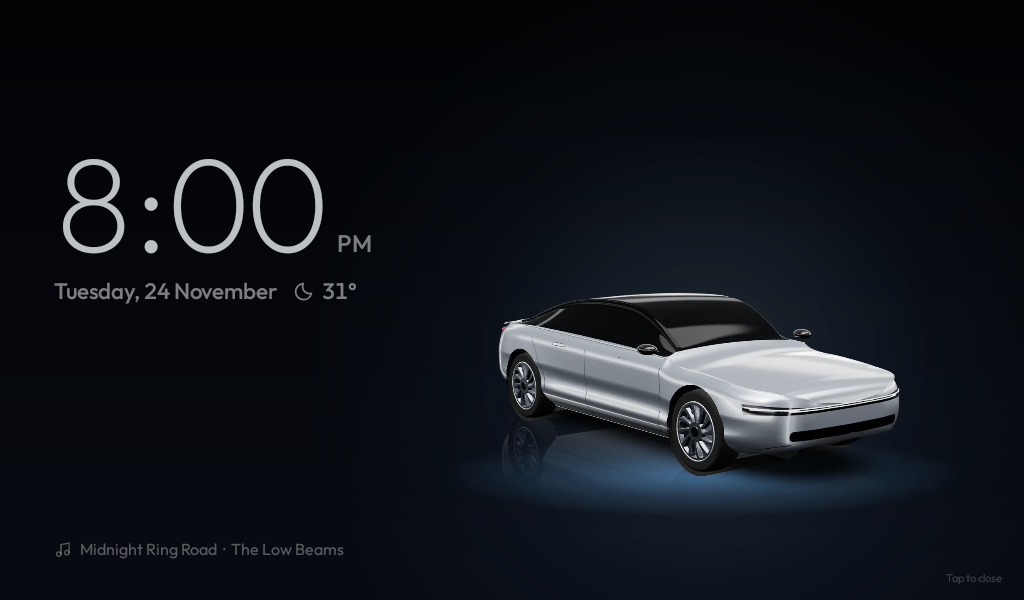 8:00 PM
Tuesday, 24 November 31°
Midnight Ring Road · The Low Beams
Tap to close